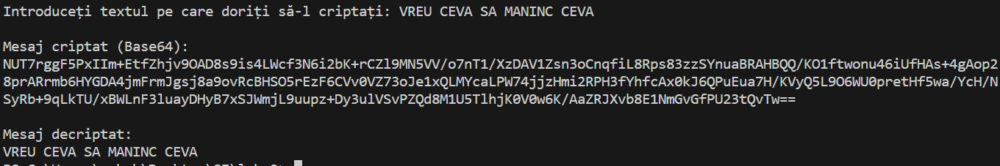 Introduceți textul pe care doriți să-l criptați: VREU CEVA SA MANINC CEVA
Mesaj criptat (Base64):
NUT7rggF5PxIIm+EtfZhjv9OAD8s9is4LWcf3N6i2bK+rCZl9MN5VV/o7nT1/XzDAV1Zsn3oCnqfiL8Rps83zzSYnuaBRAHBQQ/KO1ftwonu46iUfHAs+4gAop2
8prARrmb6HYGDA4jmFrmJgsj8a9ovRcBHSO5rEzF6CVv0VZ73oJe1xQLMYcaLPW74jjzHmi2RPH3fYhfcAx0kJ6QPuEua7H/KVyQ5L9O6WU0pretHf5wa/YcH/N
SyRb+9qLkTU/xBWLnF3luayDHyB7xSJWmjL9uupz+Dy3ulVSvPZQd8M1U5TlhjK0V0w6K/AaZRJXvb8E1NmGvGfPU23tQvTw==
Mesaj decriptat:
VREU CEVA SA MANINC CEVA